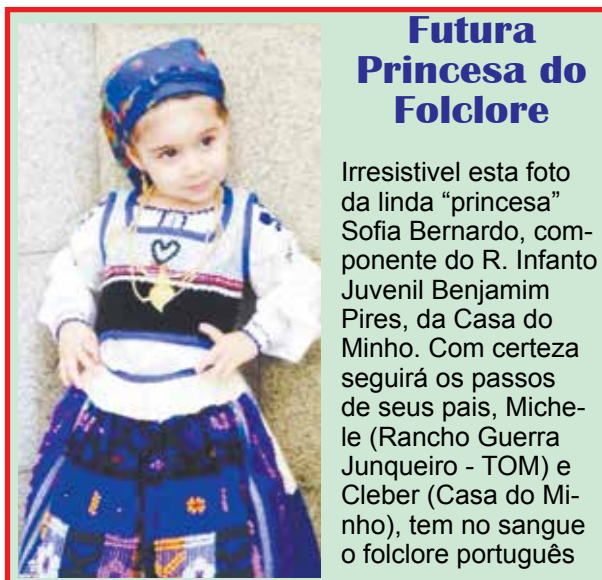 Futura
Princesa do
Folclore
Irresistivel esta foto
da linda “princesa”
Sofia Bernardo, com-
ponente do R. Infanto
Juvenil Benjamim
Pires, da Casa do
Minho. Com certeza
seguirá os passos
de seus pais, Miche-
le (Rancho Guerra
Junqueiro - TOM) e
Cleber (Casa do Mi-
nho), tem no sangue
o folclore português